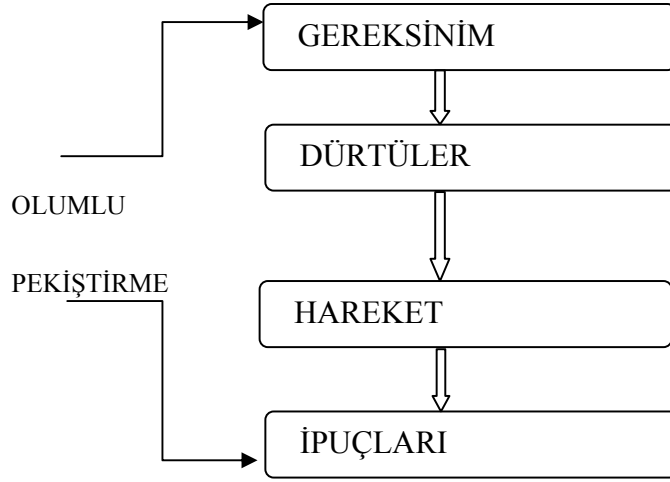 GEREKSİNİM
DÜRTÜLER
OLUMLU
PEKİŞTİRME
HAREKET
İPUÇLARI